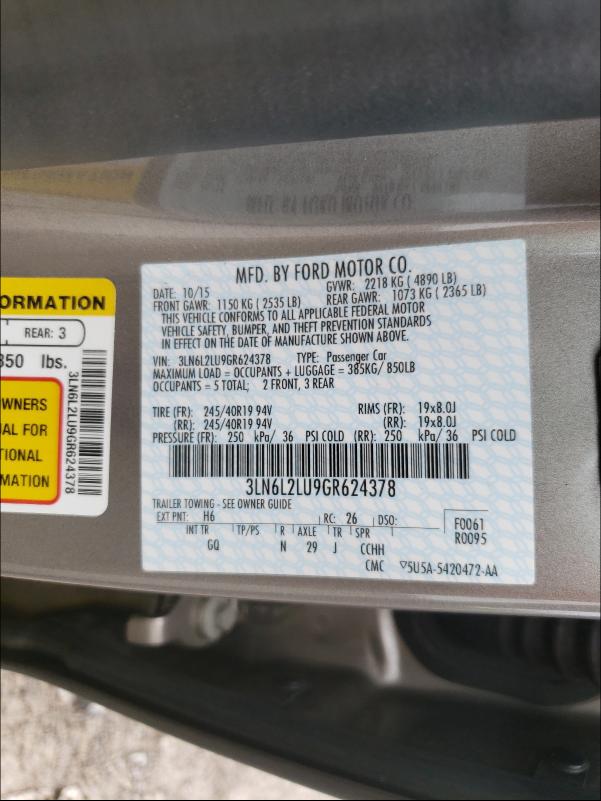 MFD. BY FORD MOTOR CO.
DATE: 10/15 GVWR: 2218 KG ( 4890 LB)
FRONT GAWR: 1150 KG ( 2535 LB) REAR GAWR: 1073 KG ( 2365 LB)
THIS VEHICLE CONFORMS TO ALL APPLICABLE FEDERAL MOTOR
VEHICLE SAFETY, BUMPER, AND THEFT PREVENTION STANDARDS
IN EFFECT ON THE DATE OF MANUFACTURE SHOWN ABOVE.
VIN: 3LN6L2LU9GR624378 TYPE: Passenger Car
MAXIMUM LOAD = OCCUPANTS + LUGGAGE = 385KG/ 850LB
OCCUPANTS = 5 TOTAL; 2 FRONT, 3 REAR
TIRE (FR): 245/40R19 94V RIMS (FR): 19x8.0J
(RR): 245/40R19 94V (RR): 19x8.0J
PRESSURE (FR): 250 kPa/ 36 PSI COLD (RR): 250 kPa/ 36 PSI COLD
3LN6L2LU9GR624378
TRAILER TOWING - SEE OWNER GUIDE
EXT PNT: H6 RC: 26 DSO:
F0061
R0095
INT TR TP/PS R AXLE TR SPR
GQ N 29 J CCHH
CMC ▽5U5A-5420472-AA
ORMATION
REAR: 3
850 lbs.
OWNERS
AL FOR
TIONAL
MATION
3LN6L2LU9GR624378